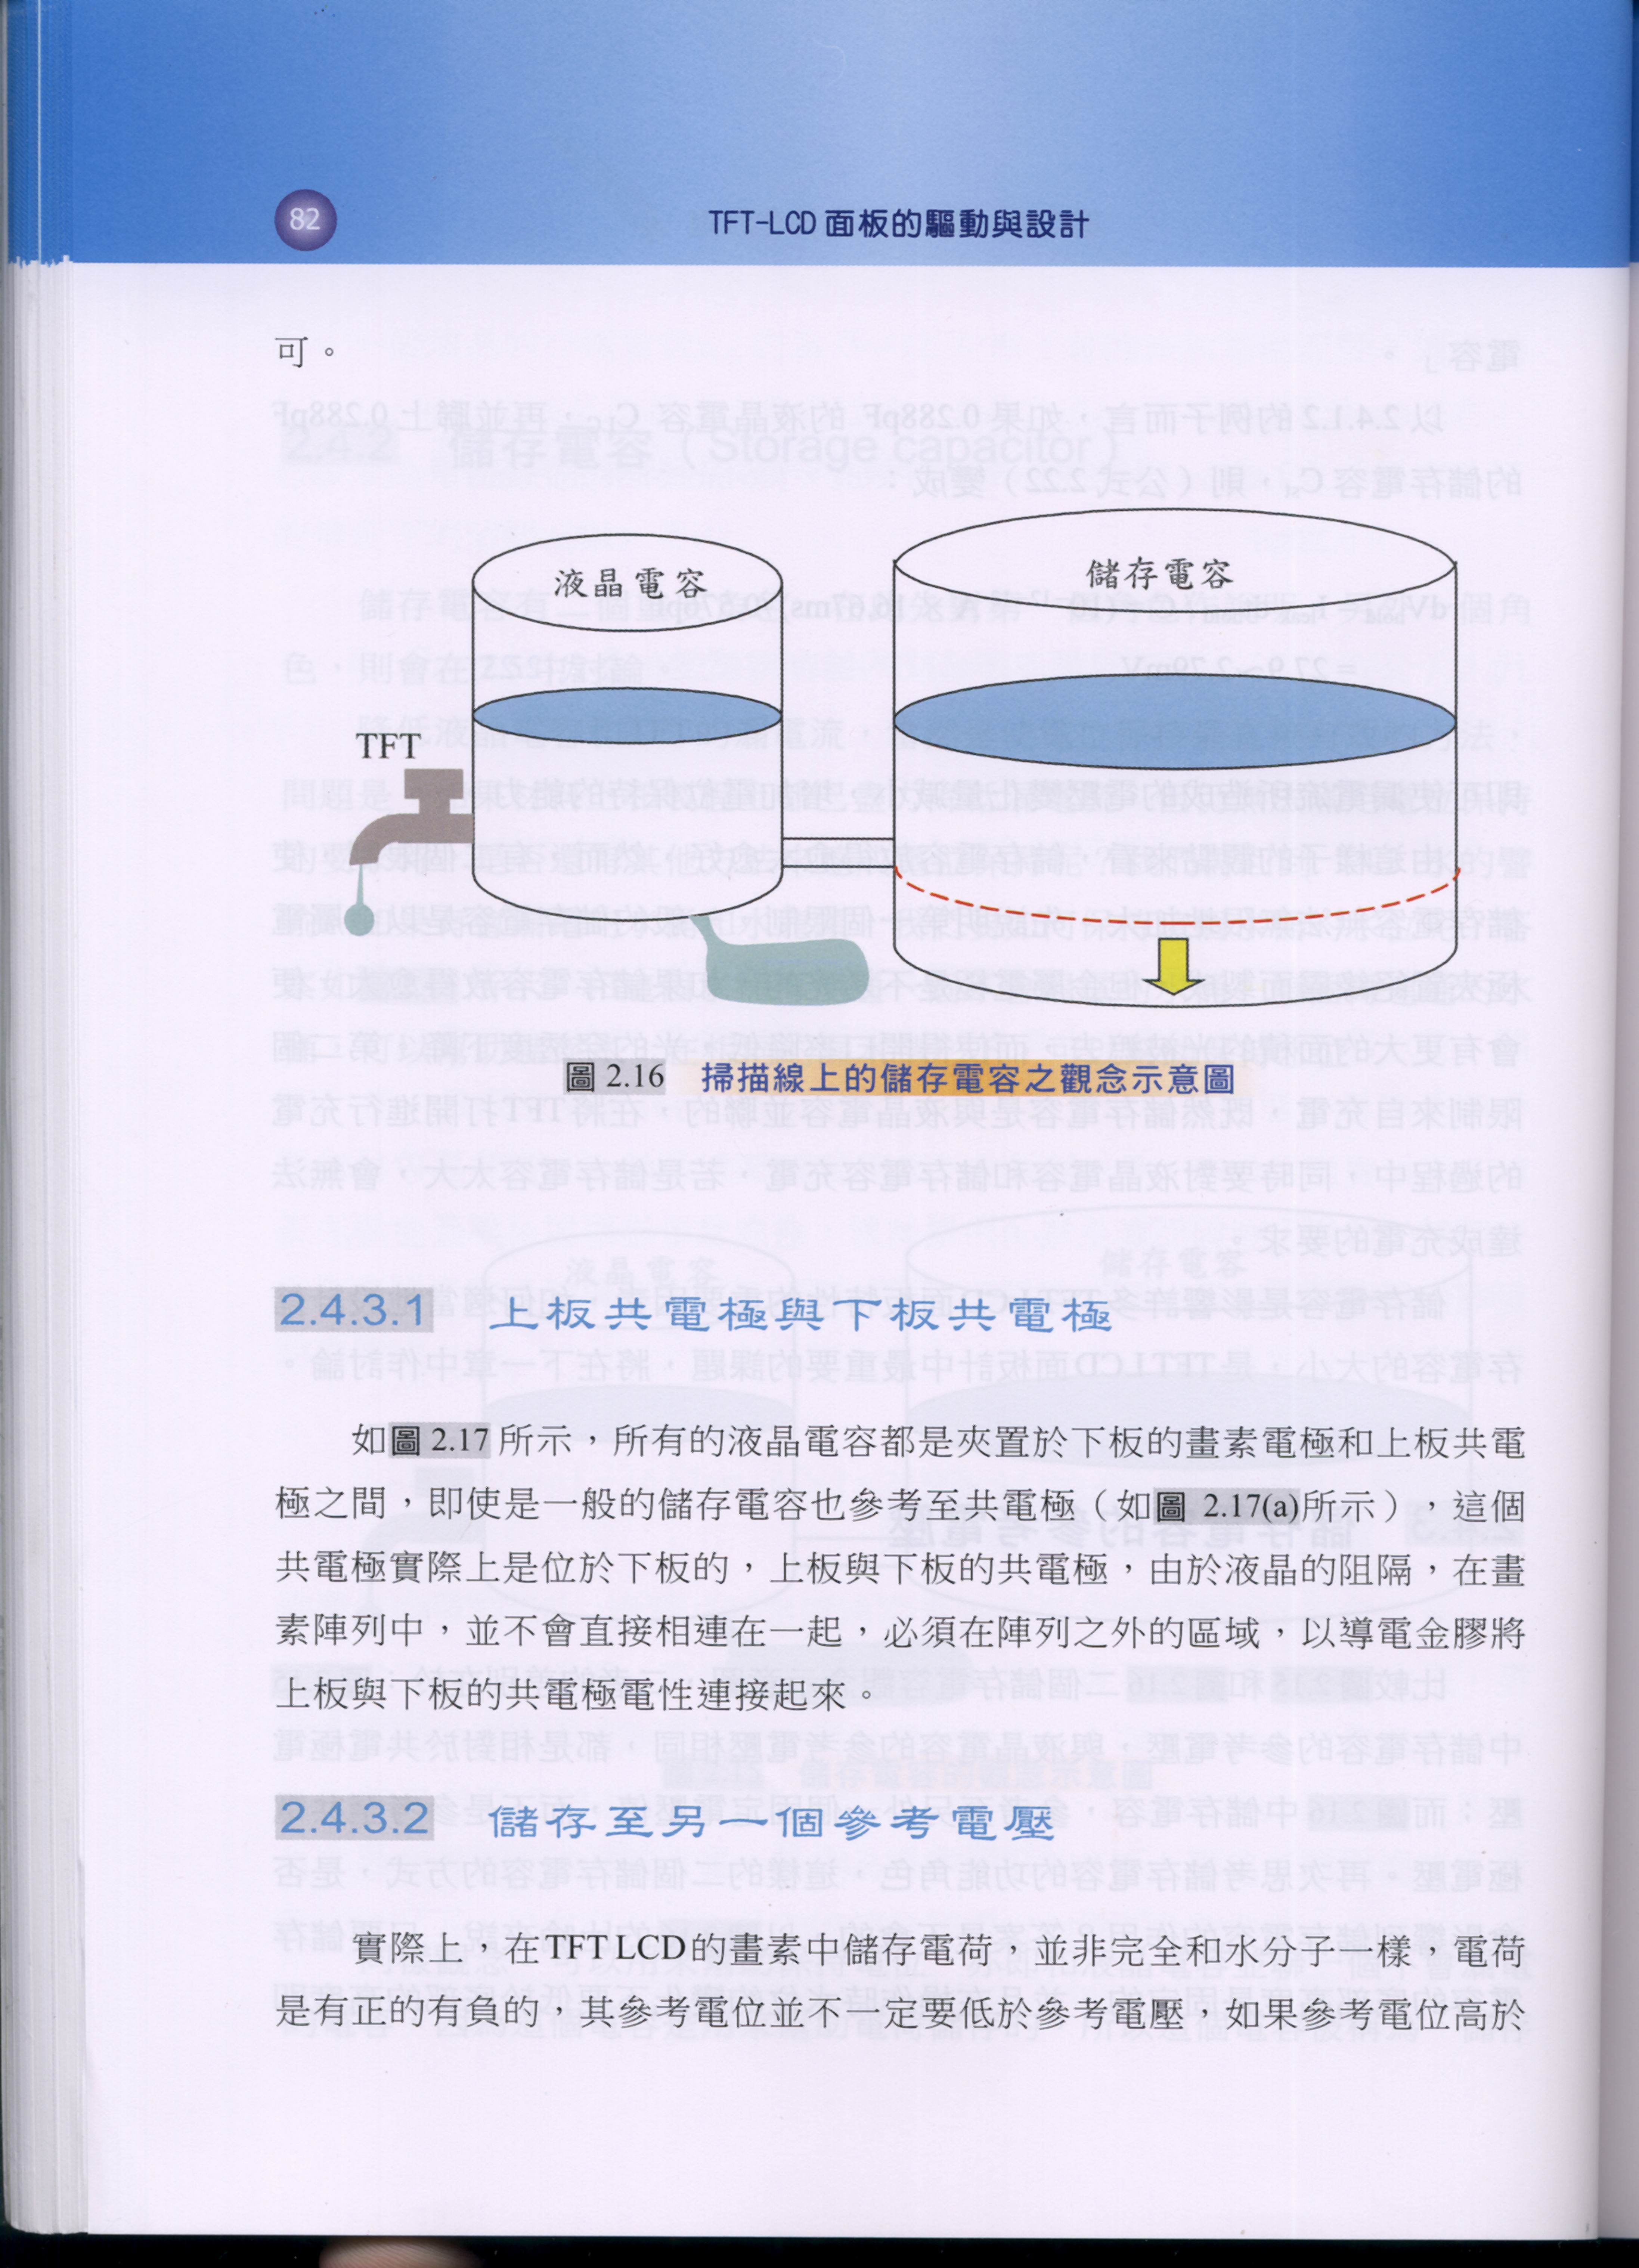 82
TFT-LCD 面板的驅動與設計
可。
液晶電容
儲存電容
TFT
圖 2.16 掃描線上的儲存電容之觀念示意圖
2.4.3.1 上板共電極與下板共電極
如圖 2.17 所示，所有的液晶電容都是夾置於下板的畫素電極和上板共電
極之間，即使是一般的儲存電容也參考至共電極（如圖 2.17(a)所示），這個
共電極實際上是位於下板的，上板與下板的共電極，由於液晶的阻隔，在畫
素陣列中，並不會直接相連在一起，必須在陣列之外的區域，以導電金膠將
上板與下板的共電極電性連接起來。
2.4.3.2 儲存至另一個參考電壓
實際上，在TFT LCD的畫素中儲存電荷，並非完全和水分子一樣，電荷
是有正的有負的，其參考電位並不一定要低於參考電壓，如果參考電位高於